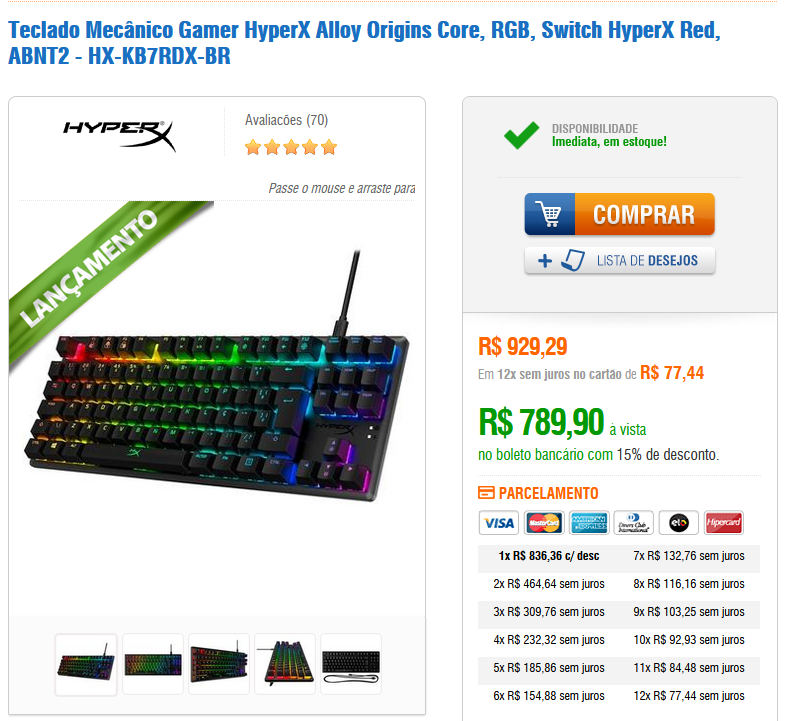 Teclado Mecânico Gamer HyperX Alloy Origins Core, RGB, Switch HyperX Red,
ABNT2 - HX-KB7RDX-BR
HYPERX
Avaliacões (70)
Passe o mouse e arraste para
LANÇAMENTO
HYPERX
DISPONIBILIDADE
Imediata, em estoque!
COMPRAR
+ LISTA DE DESEJOS
R$ 929,29
Em 12x sem juros no cartão de R$ 77,44
R$ 789,90 à vista
no boleto bancário com 15% de desconto.
PARCELAMENTO
VISA MasterCard AMERICAN EXPRESS Diners Club International elo Hipercard
1x R$ 836,36 c/ desc 7x R$ 132,76 sem juros
2x R$ 464,64 sem juros 8x R$ 116,16 sem juros
3x R$ 309,76 sem juros 9x R$ 103,25 sem juros
4x R$ 232,32 sem juros 10x R$ 92,93 sem juros
5x R$ 185,86 sem juros 11x R$ 84,48 sem juros
6x R$ 154,88 sem juros 12x R$ 77,44 sem juros